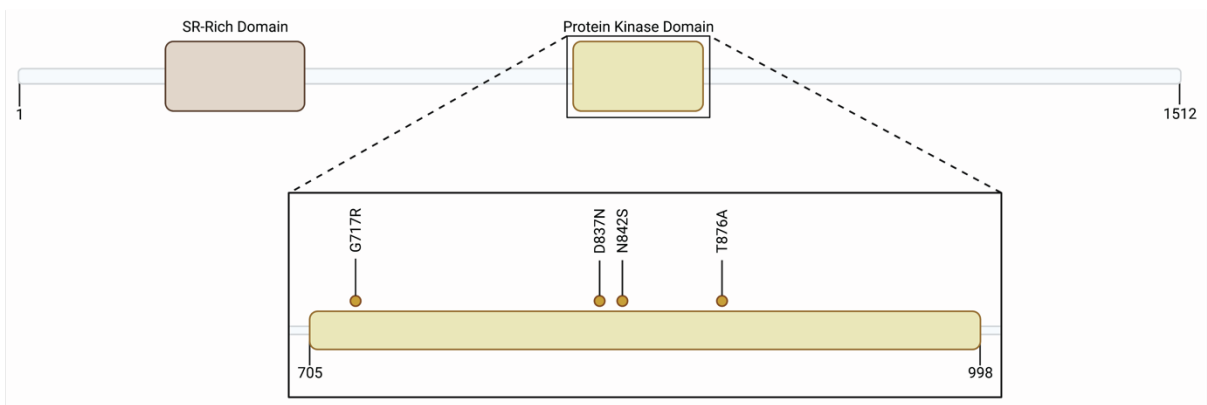 SR-Rich Domain
Protein Kinase Domain
1
1512
G717R
D837N
N842S
T876A
705
998